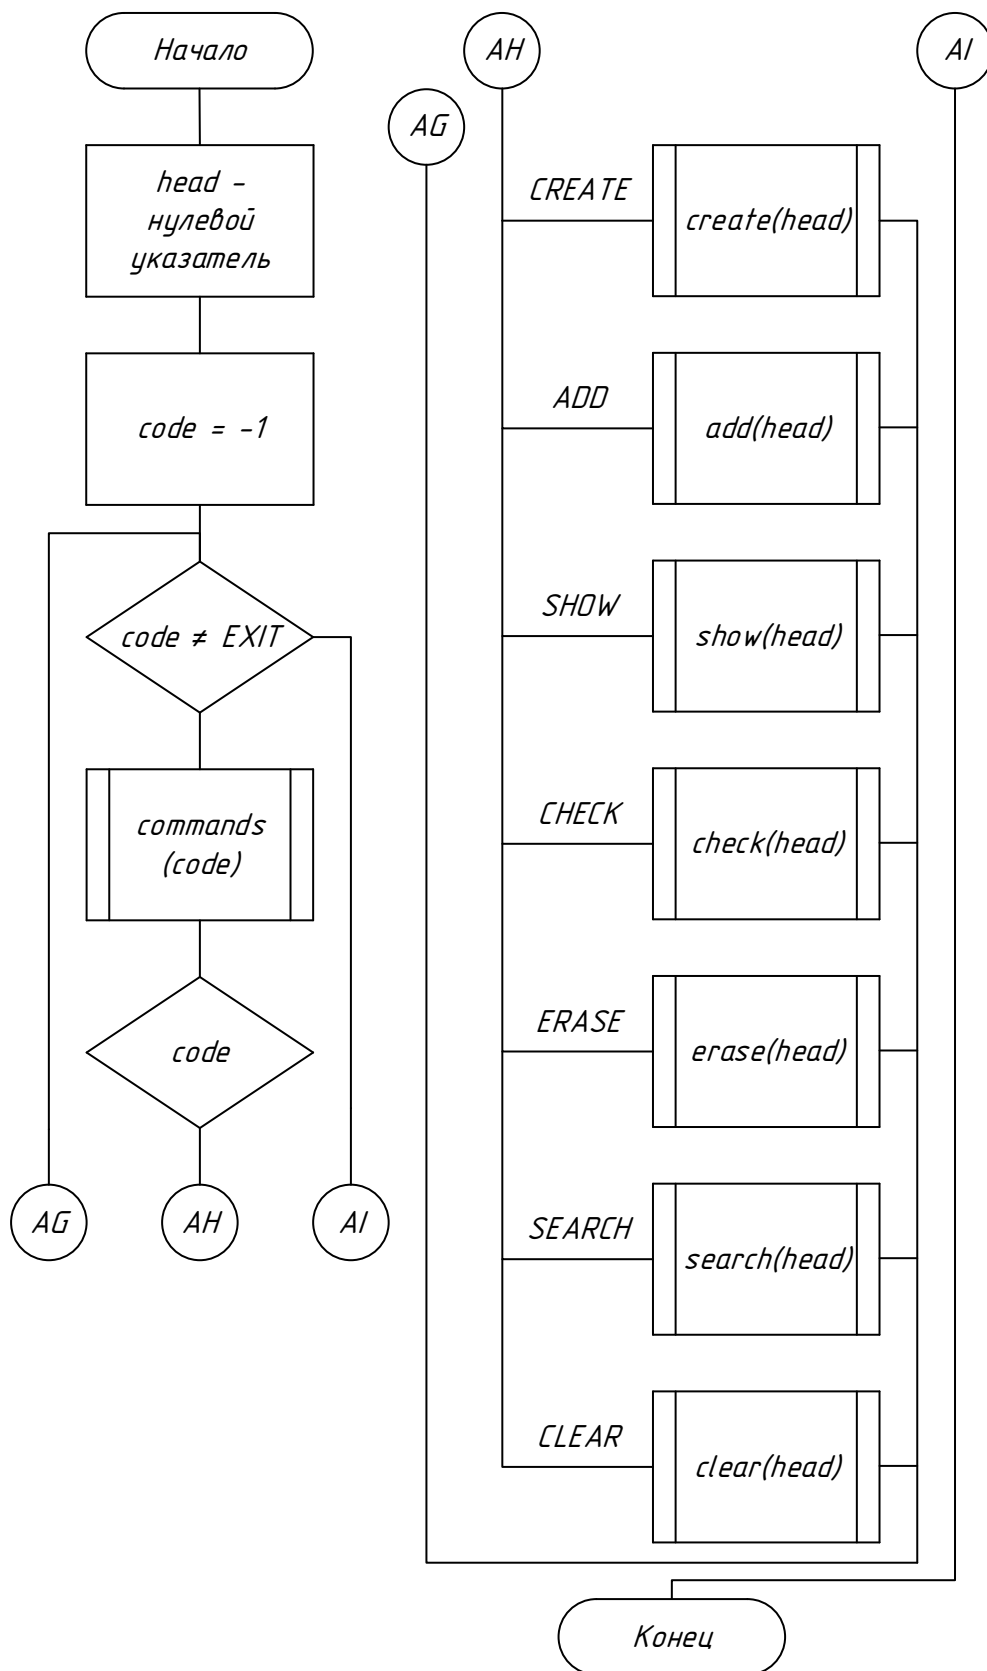 Начало
head -
нулевой
указатель
code = -1
code ≠ EXIT
commands
(code)
code
AG
AH
AI
AH
AI
AG
CREATE
create(head)
ADD
add(head)
SHOW
show(head)
CHECK
check(head)
ERASE
erase(head)
SEARCH
search(head)
CLEAR
clear(head)
Конец